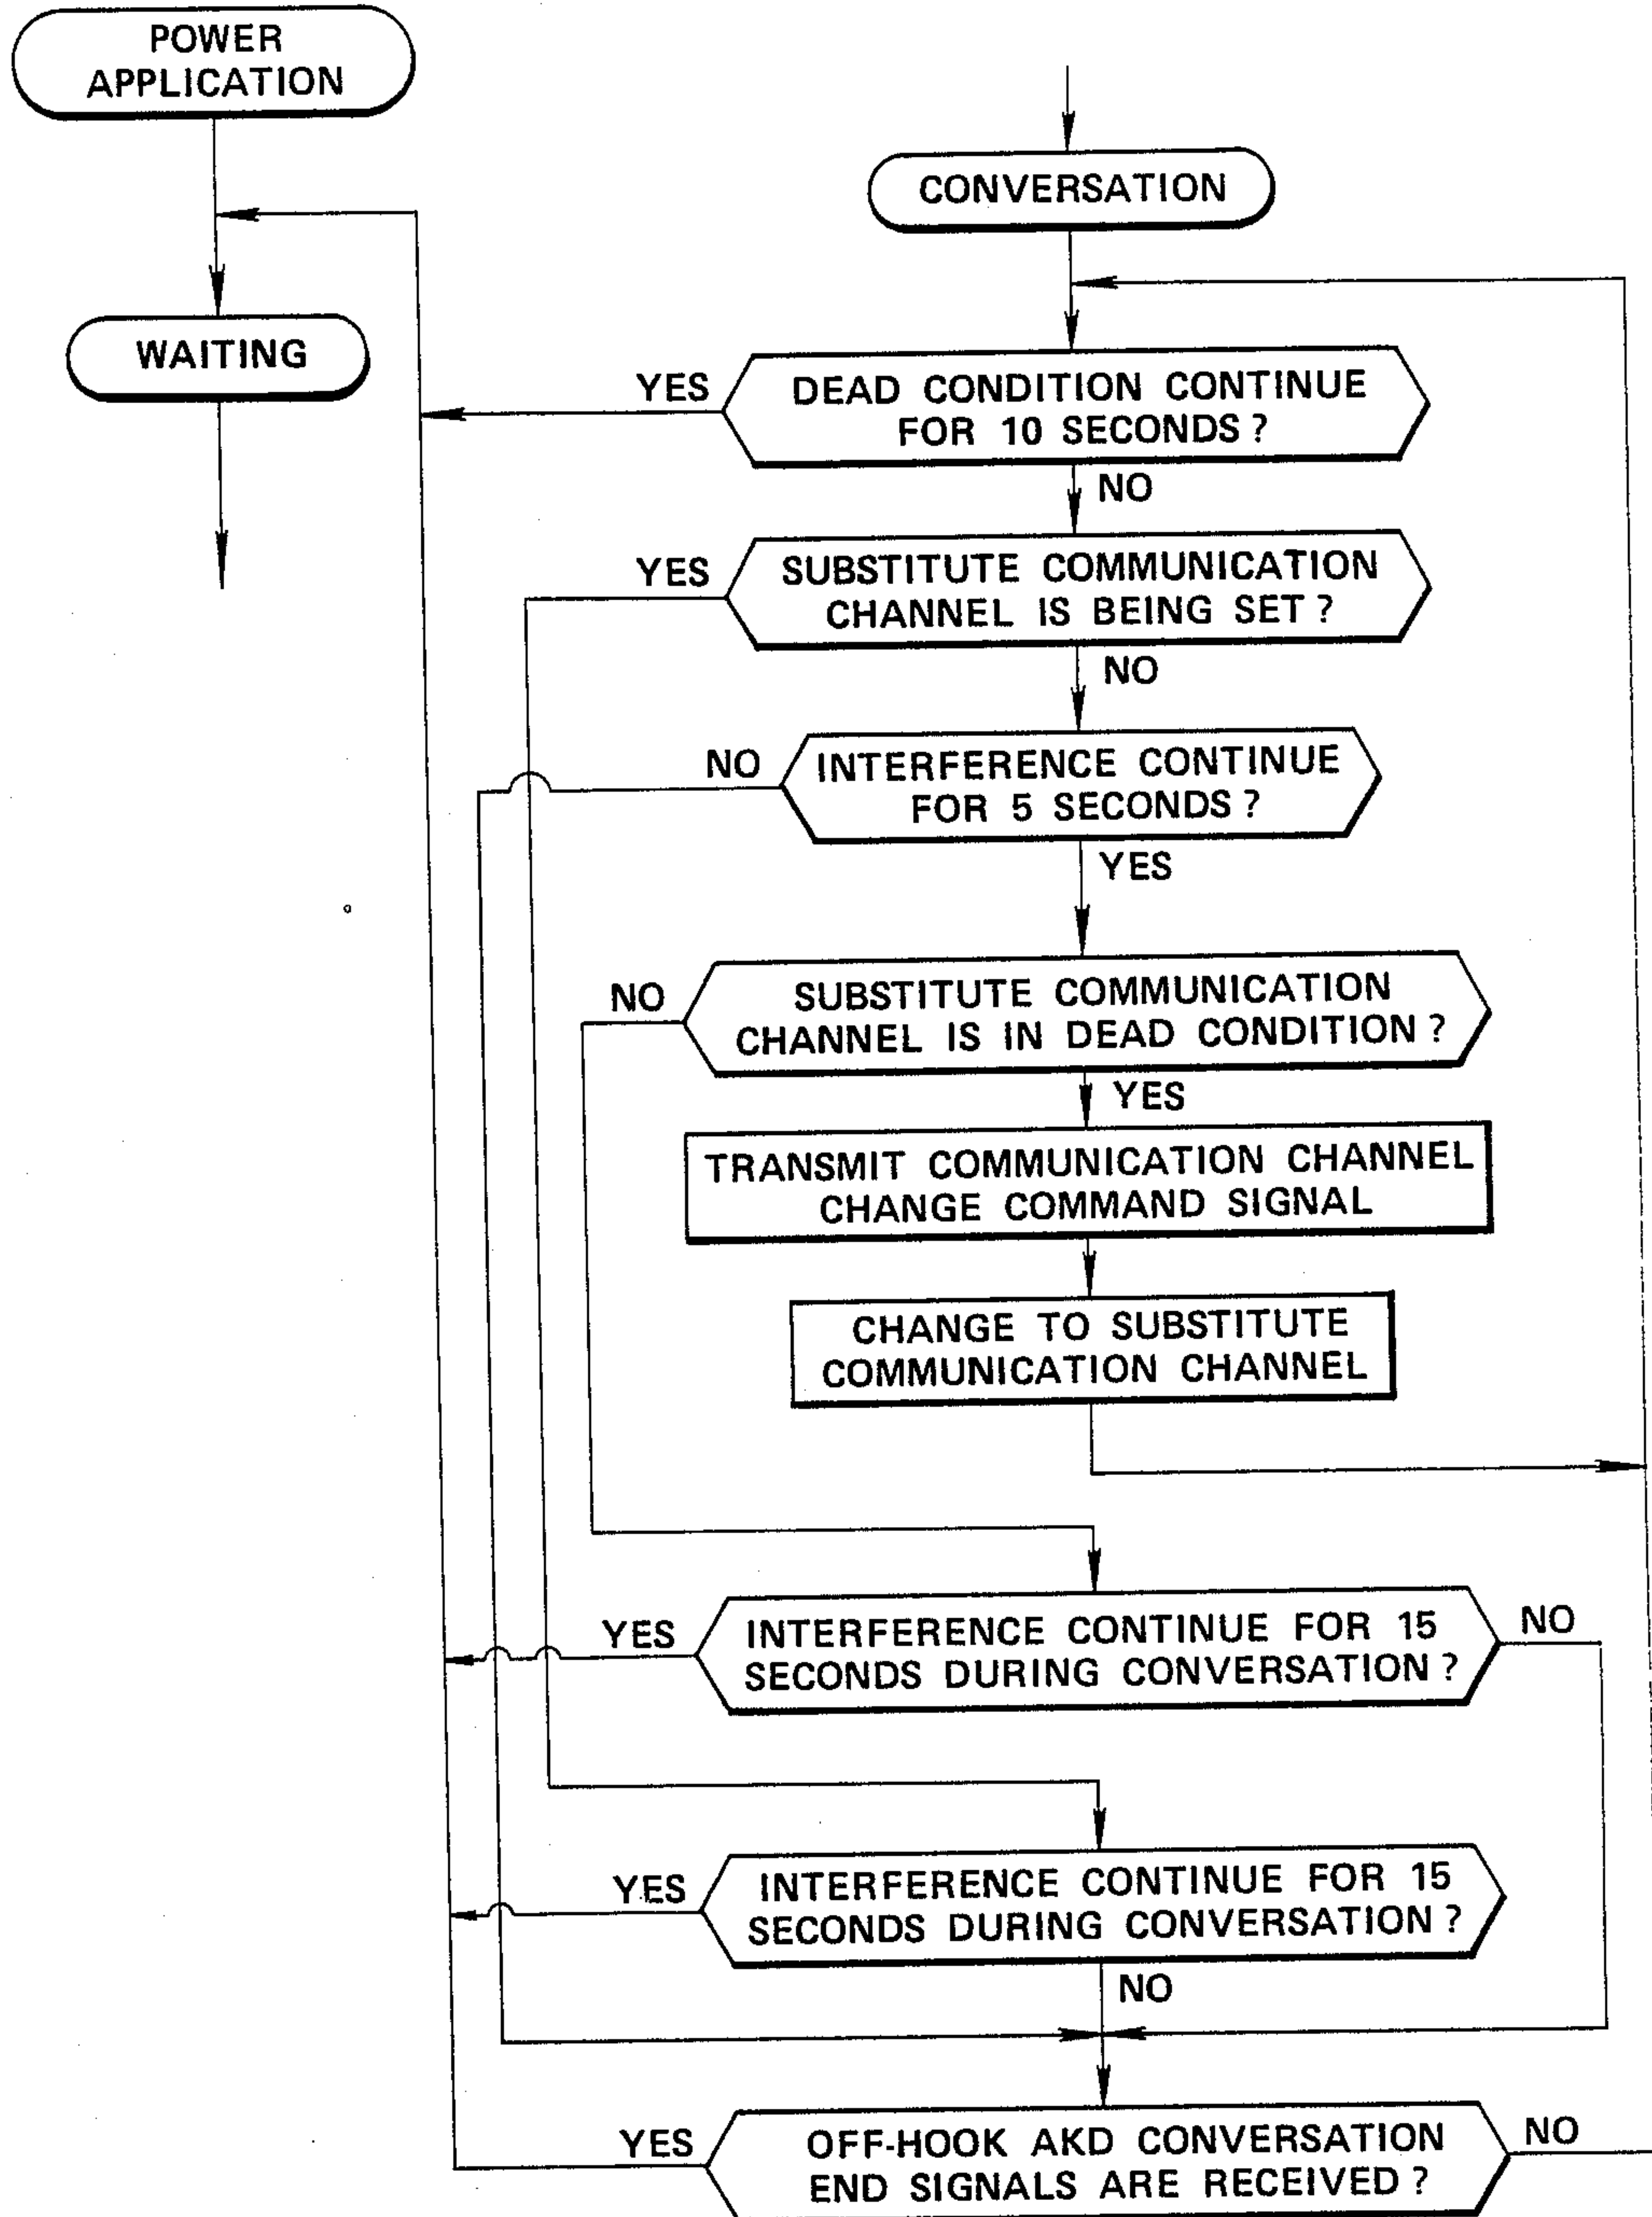 POWER
APPLICATION
CONVERSATION
WAITING
YES
DEAD CONDITION CONTINUE
FOR 10 SECONDS?
NO
YES
SUBSTITUTE COMMUNICATION
CHANNEL IS BEING SET?
NO
NO
INTERFERENCE CONTINUE
FOR 5 SECONDS?
YES
NO
SUBSTITUTE COMMUNICATION
CHANNEL IS IN DEAD CONDITION?
YES
TRANSMIT COMMUNICATION CHANNEL
CHANGE COMMAND SIGNAL
CHANGE TO SUBSTITUTE
COMMUNICATION CHANNEL
YES
INTERFERENCE CONTINUE FOR 15
SECONDS DURING CONVERSATION?
NO
YES
INTERFERENCE CONTINUE FOR 15
SECONDS DURING CONVERSATION?
NO
YES
OFF-HOOK AKD CONVERSATION
END SIGNALS ARE RECEIVED?
NO